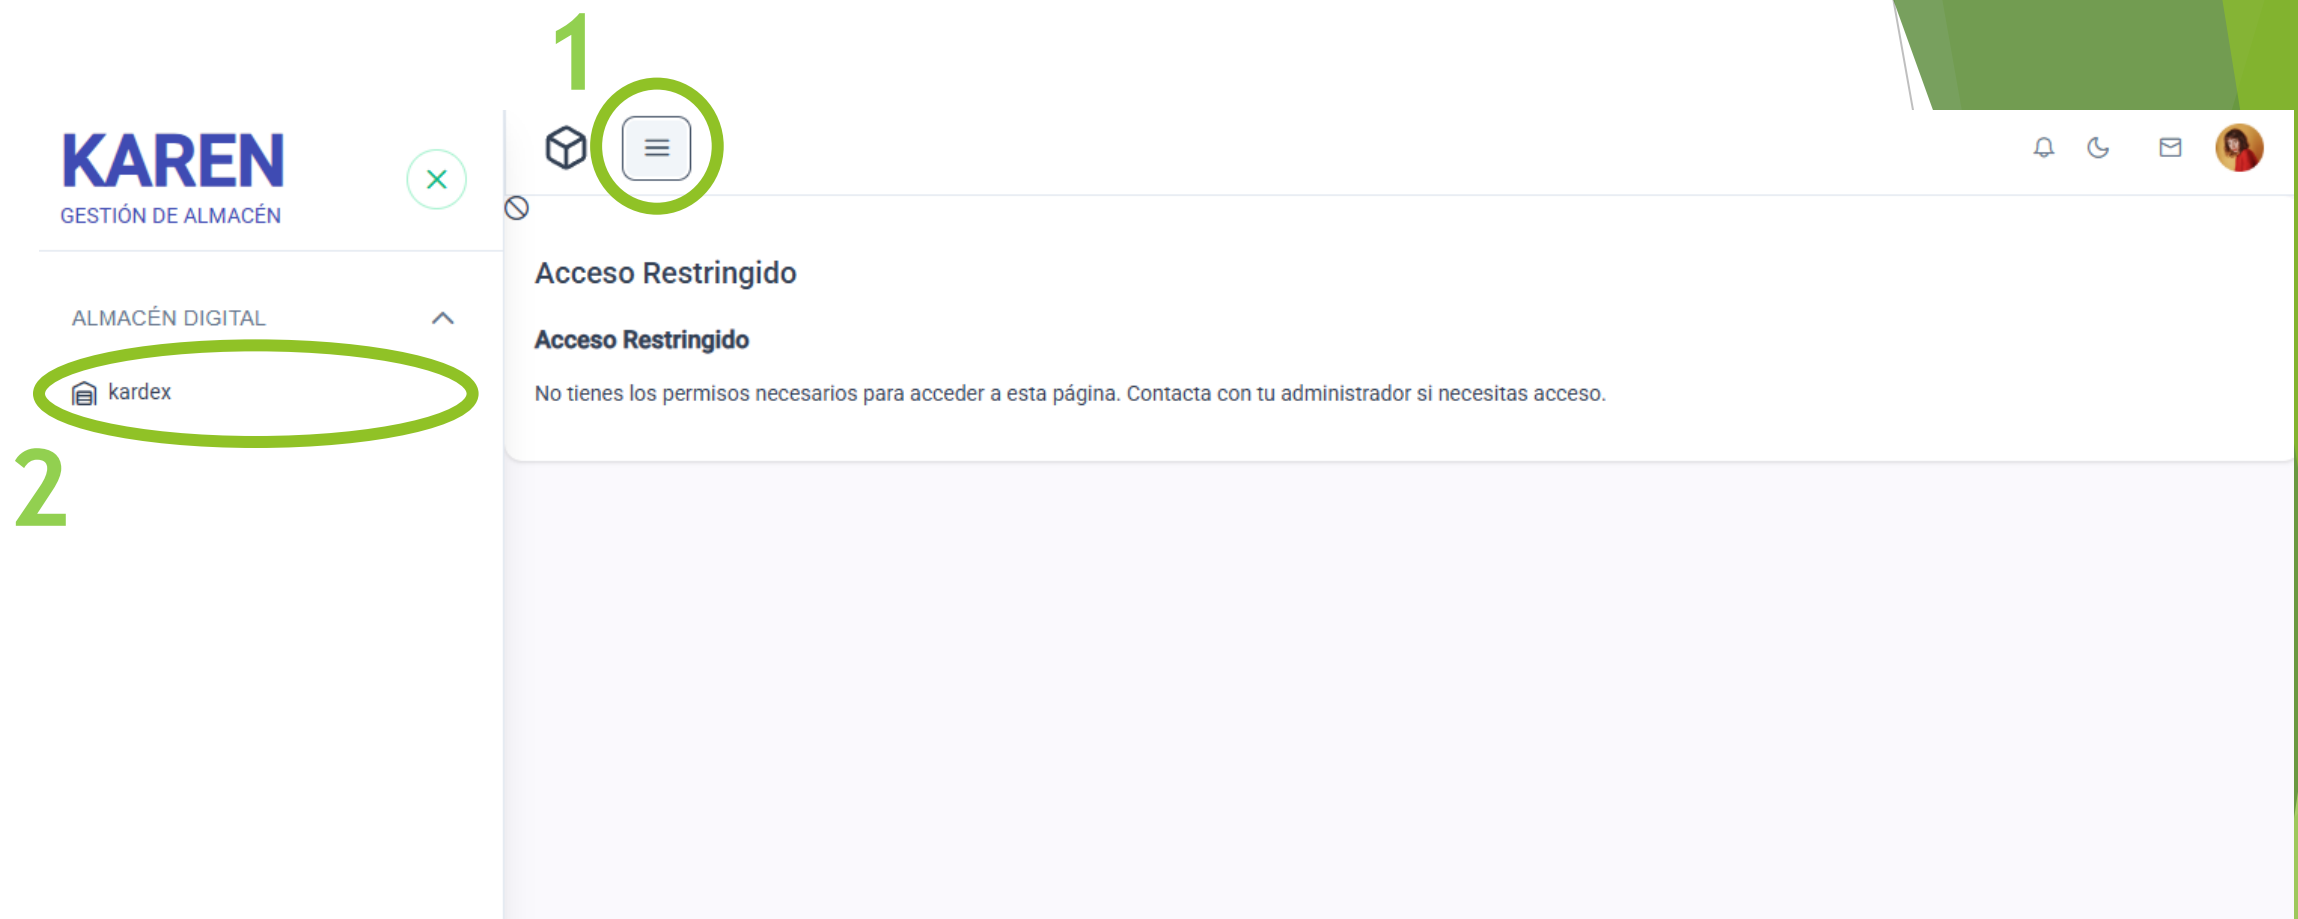 1
KAREN
GESTIÓN DE ALMACÉN
ALMACÉN DIGITAL
kardex
2
Acceso Restringido
Acceso Restringido
No tienes los permisos necesarios para acceder a esta página. Contacta con tu administrador si necesitas acceso.